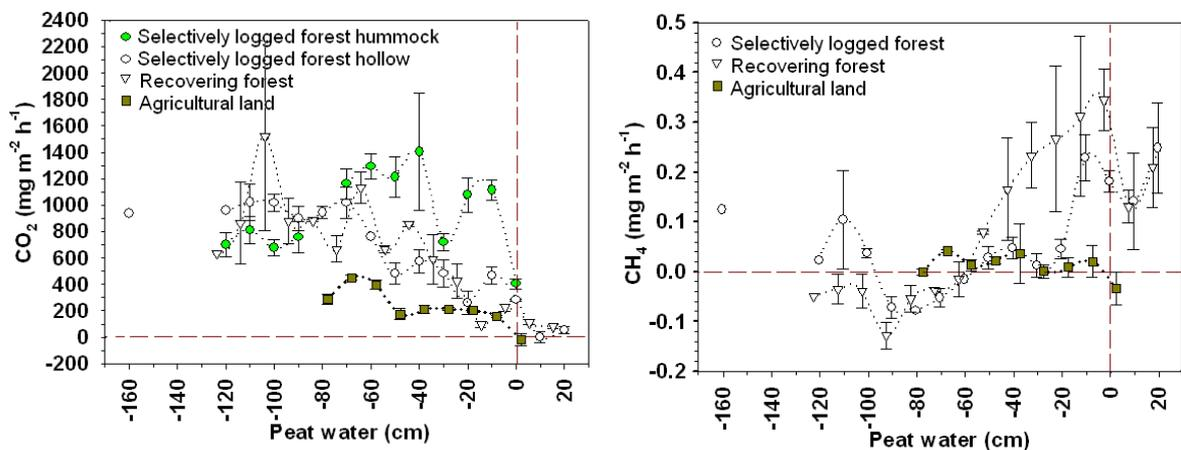 2400
2200
2000
1800
1600
1400
1200
1000
800
600
400
200
0
-200
CO2 (mg m-2 h-1)
Selectively logged forest hummock
Selectively logged forest hollow
Recovering forest
Agricultural land
-160 -140 -120 -100 -80 -60 -40 -20 0 20
Peat water (cm)
0.5
0.4
0.3
0.2
0.1
0.0
-0.1
-0.2
CH4 (mg m-2 h-1)
Selectively logged forest
Recovering forest
Agricultural land
-160 -140 -120 -100 -80 -60 -40 -20 0 20
Peat water (cm)